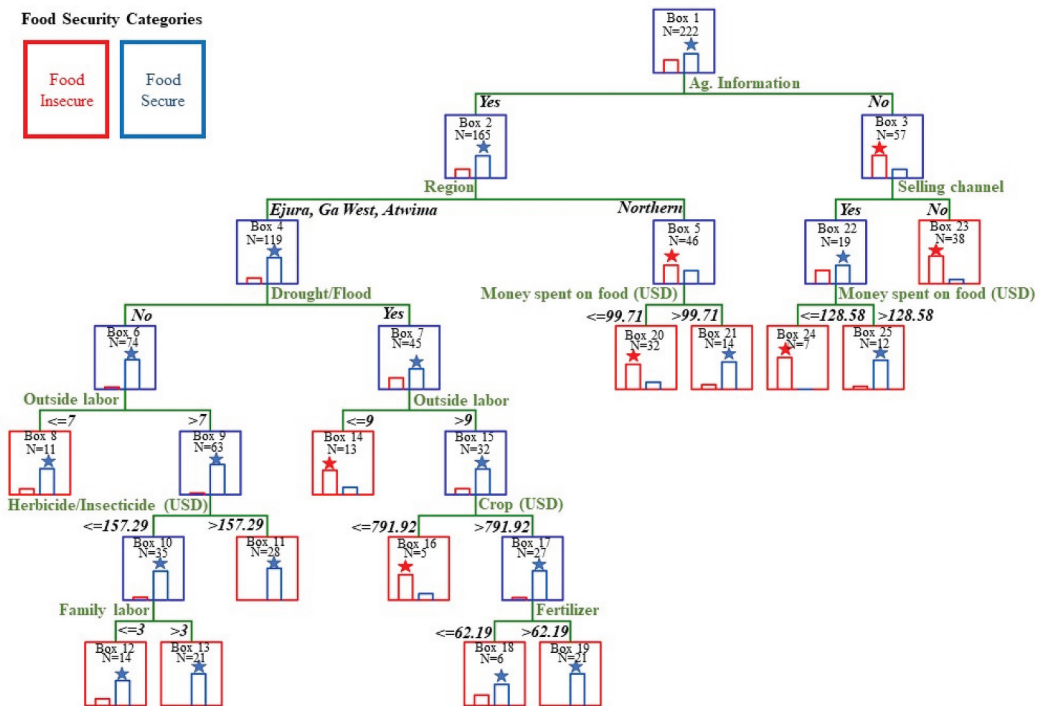 Food Security Categories
Food
Insecure
Food
Secure
Box 1
N=222
Ag. Information
Yes
No
Box 2
N=165
Box 3
N=57
Region
Selling channel
Ejura, Ga West, Atwima
Northern
Yes
No
Box 4
N=119
Box 5
N=46
Box 22
N=19
Box 23
N=38
Drought/Flood
Money spent on food (USD)
Money spent on food (USD)
No
Yes
<=99.71
>99.71
<=128.58
>128.58
Box 6
N=74
Box 7
N=45
Box 20
N=32
Box 21
N=14
Box 24
N=7
Box 25
N=12
Outside labor
Outside labor
<=7
>7
<=9
>9
Box 8
N=11
Box 9
N=63
Box 14
N=13
Box 15
N=32
Herbicide/Insecticide (USD)
Crop (USD)
<=157.29
>157.29
<=791.92
>791.92
Box 10
N=35
Box 11
N=28
Box 16
N=5
Box 17
N=27
Family labor
Fertilizer
<=3
>3
<=62.19
>62.19
Box 12
N=14
Box 13
N=21
Box 18
N=6
Box 19
N=21